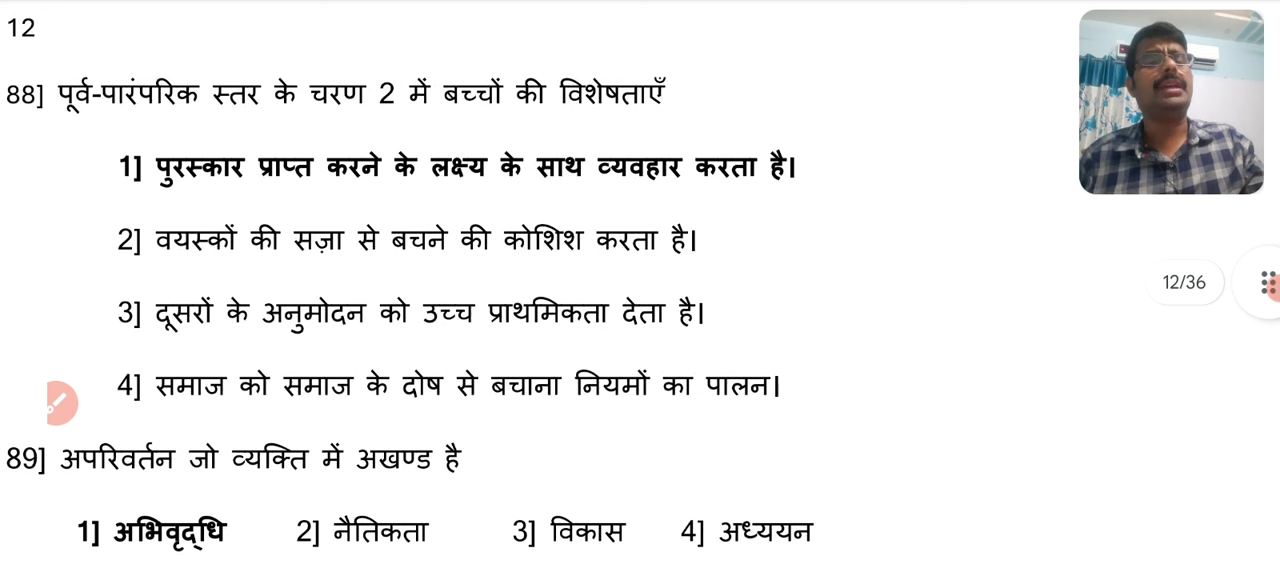 12
88] पूर्व-पारंपरिक स्तर के चरण 2 में बच्चों की विशेषताएँ
1] पुरस्कार प्राप्त करने के लक्ष्य के साथ व्यवहार करता है।
2] वयस्कों की सज़ा से बचने की कोशिश करता है।
12/36
3] दूसरों के अनुमोदन को उच्च प्राथमिकता देता है।
4] समाज को समाज के दोष से बचाना नियमों का पालन।
89] अपरिवर्तन जो व्यक्ति में अखण्ड है
1] अभिवृद्धि 2] नैतिकता 3] विकास 4] अध्ययन